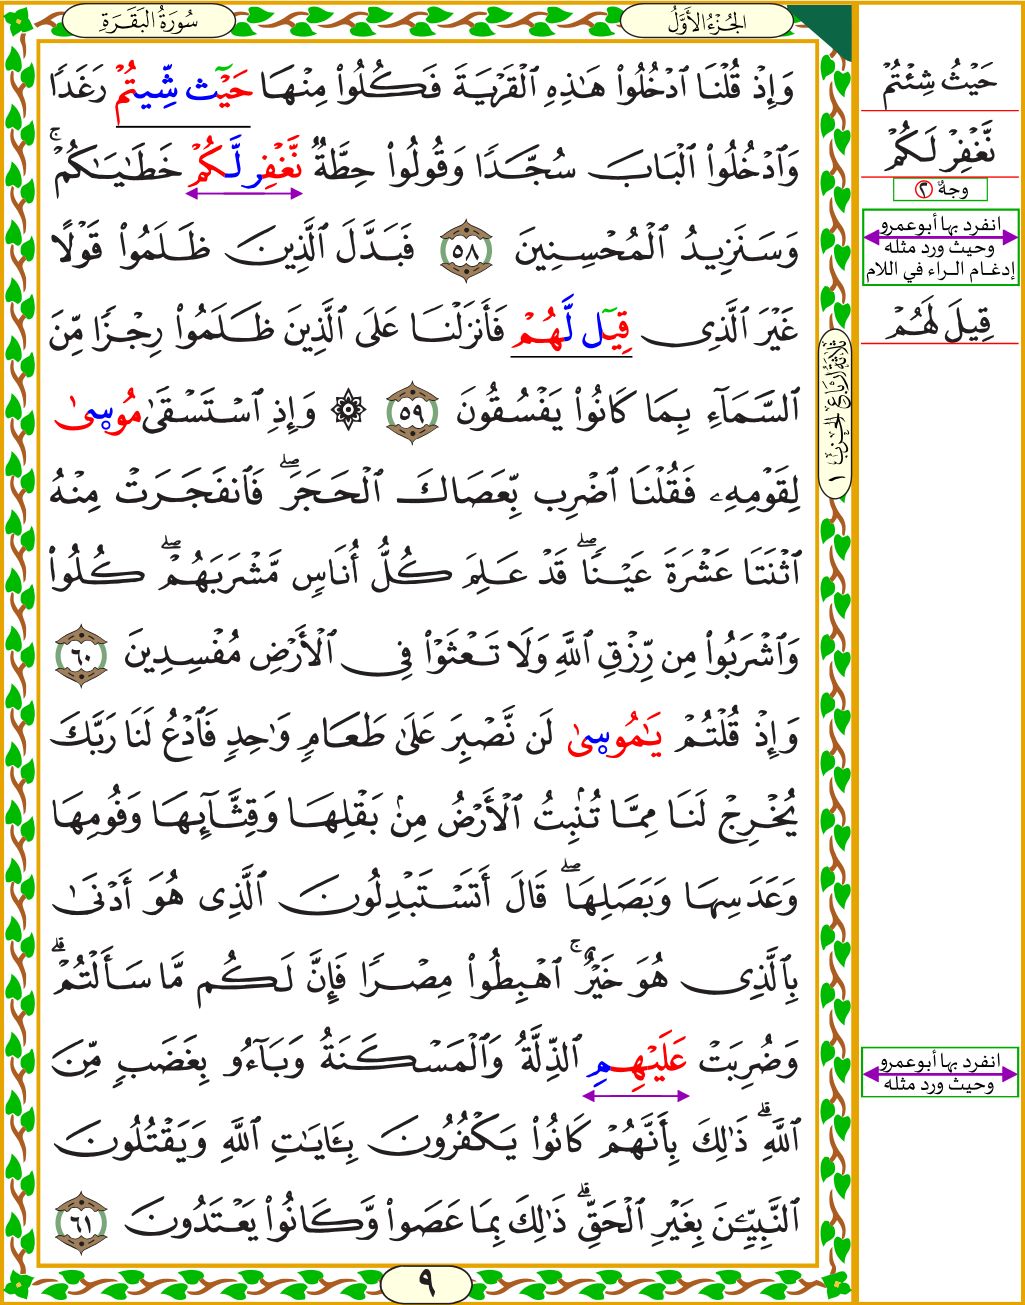 سُورَةُ الْبَقَرَةِ
الجُزْءُ الأَوَّلُ
وَإِذْ قُلْنَا ٱدْخُلُوا۟ هَٰذِهِ ٱلْقَرْيَةَ فَكُلُوا۟ مِنْهَا حَيْٓث شِّيتُمْ رَغَدًا
وَٱدْخُلُوا۟ ٱلْبَابَ سُجَّدًا وَقُولُوا۟ حِطَّةٌ نَّغْفِر لَّكُمْ خَطَٰيَٰكُمْ ۚ
وَسَنَزِيدُ ٱلْمُحْسِنِينَ ٥٨ فَبَدَّلَ ٱلَّذِينَ ظَلَمُوا۟ قَوْلًا
غَيْرَ ٱلَّذِى قِيٓل لَّهُمْ فَأَنزَلْنَا عَلَى ٱلَّذِينَ ظَلَمُوا۟ رِجْزًا مِّنَ
ٱلسَّمَآءِ بِمَا كَانُوا۟ يَفْسُقُونَ ٥٩ ۞ وَإِذِ ٱسْتَسْقَىٰ مُوسٜىٰ
لِقَوْمِهِۦ فَقُلْنَا ٱضْرِب بِّعَصَاكَ ٱلْحَجَرَ ۖ فَٱنفَجَرَتْ مِنْهُ
ٱثْنَتَا عَشْرَةَ عَيْنًا ۖ قَدْ عَلِمَ كُلُّ أُنَاسٍ مَّشْرَبَهُمْ ۖ كُلُوا۟
وَٱشْرَبُوا۟ مِن رِّزْقِ ٱللَّهِ وَلَا تَعْثَوْا۟ فِى ٱلْأَرْضِ مُفْسِدِينَ ٦٠
وَإِذْ قُلْتُمْ يَٰمُوسٜىٰ لَن نَّصْبِرَ عَلَىٰ طَعَامٍ وَٰحِدٍ فَٱدْعُ لَنَا رَبَّكَ
يُخْرِجْ لَنَا مِمَّا تُنۢبِتُ ٱلْأَرْضُ مِنۢ بَقْلِهَا وَقِثَّآئِهَا وَفُومِهَا
وَعَدَسِهَا وَبَصَلِهَا ۖ قَالَ أَتَسْتَبْدِلُونَ ٱلَّذِى هُوَ أَدْنَىٰ
بِٱلَّذِى هُوَ خَيْرٌ ۚ ٱهْبِطُوا۟ مِصْرًا فَإِنَّ لَكُم مَّا سَأَلْتُمْ ۗ
وَضُرِبَتْ عَلَيْهِمِ ٱلذِّلَّةُ وَٱلْمَسْكَنَةُ وَبَآءُو بِغَضَبٍ مِّنَ
ٱللَّهِ ۗ ذَٰلِكَ بِأَنَّهُمْ كَانُوا۟ يَكْفُرُونَ بِـَٔايَٰتِ ٱللَّهِ وَيَقْتُلُونَ
ٱلنَّبِيِّـۧنَ بِغَيْرِ ٱلْحَقِّ ۗ ذَٰلِكَ بِمَا عَصَوا۟ وَّكَانُوا۟ يَعْتَدُونَ ٦١
٩
حَيْثُ شِئْتُمْ
نَّغْفِرْ لَكُمْ
وجهٌ ٢
انفرد بها أبوعمرو
وحيث ورد مثله
إدغام الراء في اللام
قِيلَ لَهُمْ
ثلاثة أرباع الحزب ١
انفرد بها أبوعمرو
وحيث ورد مثله